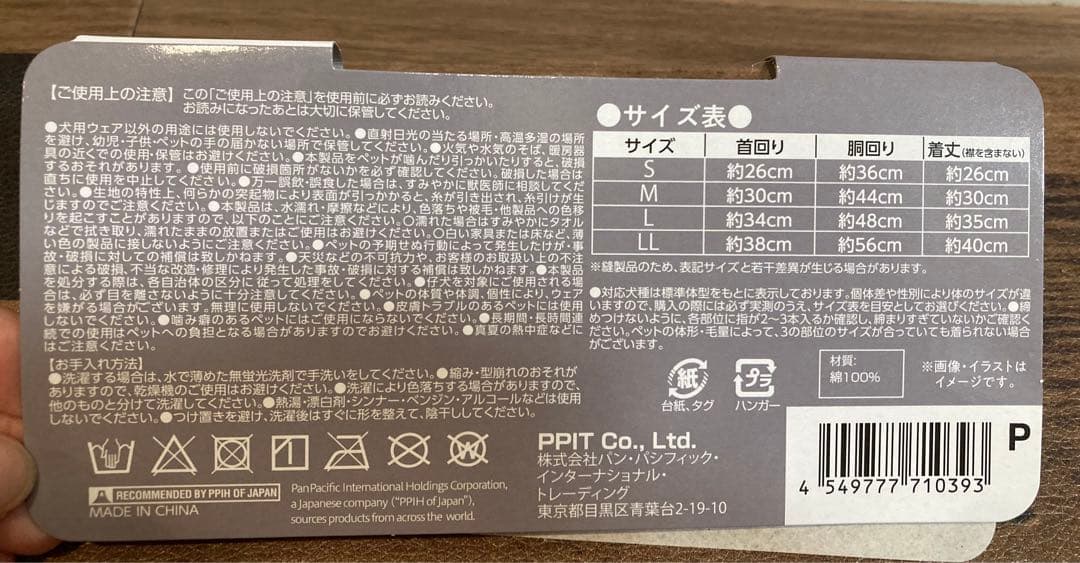 【ご使用上の注意】 この「ご使用上の注意」を使用前に必ずお読みください。
お読みになったあとは大切に保管してください。
●犬用ウェア以外の用途には使用しないでください。●直射日光の当たる場所・高温多湿の場所
を避け、幼児・子供・ペットの手の届かない場所で保管してください。●火気や水気のそば、暖房器
具の近くでの使用・保管はお避けください。●本製品をペットが噛んだり引っかいたりすると、破損
するおそれがあります。●使用前に破損箇所がないかを必ず確認してください。破損した場合は
直ちに使用を中止してください。●万一誤飲・誤食した場合は、すみやかに獣医師に相談してくだ
さい。●生地の特性上、何らかの突起物により表面が引っかかると、糸が引き出され、糸引けが生
じますのでご注意ください。●本製品は、水濡れ・摩擦などにより、色落ちや被毛・他製品への色移
りを起こすことがありますので、以下のことにご注意ください。○濡れた場合はすみやかにタオル
などで拭き取り、濡れたままの放置またはご使用はお避けください。○白い家具または床など、薄
い色の製品に接しないようにご注意ください。●ペットの予期せぬ行動によって発生したけが・事
故・破損に対しての補償は致しかねます。●天災などの不可抗力や、お客様のお取扱い上の不注
意による破損、不当な改造・修理により発生した事故・破損に対する補償は致しかねます。●本製品
を処分する際は、各自治体の区分に従って処理をしてください。●仔犬を対象にご使用される場
合は、必ず目を離さないように十分注意してください。●ペットの体質や体調、個性により、ウェア
を嫌がる場合がございます。無理に使用しないでください。●皮膚トラブルのあるペットには使用
しないでください。●噛み癖のあるペットにはご使用にならないでください。●長期間・長時間連
続での使用はペットへの負担となる場合がありますのでお避けください。●真夏の熱中症などに
はご注意ください。
【お手入れ方法】
●洗濯する場合は、水で薄めた無蛍光洗剤で手洗いをしてください。●縮み・型崩れのおそれが
ありますので、乾燥機のご使用はお避けください。●洗濯により色落ちする場合がありますので、
他のものと分けて洗濯してください。●熱湯・漂白剤・シンナー・ベンジン・アルコールなどは使用
しないでください。●つけ置きを避け、洗濯後はすぐに形を整えて、陰干ししてください。
RECOMMENDED BY PPIH OF JAPAN
MADE IN CHINA
Pan Pacific International Holdings Corporation,
a Japanese company ("PPIH of Japan"),
sources products from across the world.
●サイズ表●
サイズ 首回り 胴回り 着丈(襟を含まない)
S 約26cm 約36cm 約26cm
M 約30cm 約44cm 約30cm
L 約34cm 約48cm 約35cm
LL 約38cm 約56cm 約40cm
※縫製品のため、表記サイズと若干差異が生じる場合があります。
●対応犬種は標準体型をもとに表示しております。個体差や性別により体のサイズが違
いますので、購入の際には必ず実測のうえ、サイズ表を目安としてお選びください。●締
めつけないように、各部位に指が2〜3本入るか確認し、締まりすぎていないかご確認く
ださい。ペットの体形・毛量によって、3の部位のサイズが合っていても着られない場合
がございます。
紙
台紙、タグ
プラ
ハンガー
材質:
綿100%
※画像・イラストは
イメージです。
PPIT Co., Ltd.
株式会社パン・パシフィック・
インターナショナル・
トレーディング
東京都目黒区青葉台2-19-10
P
4 549777 710393